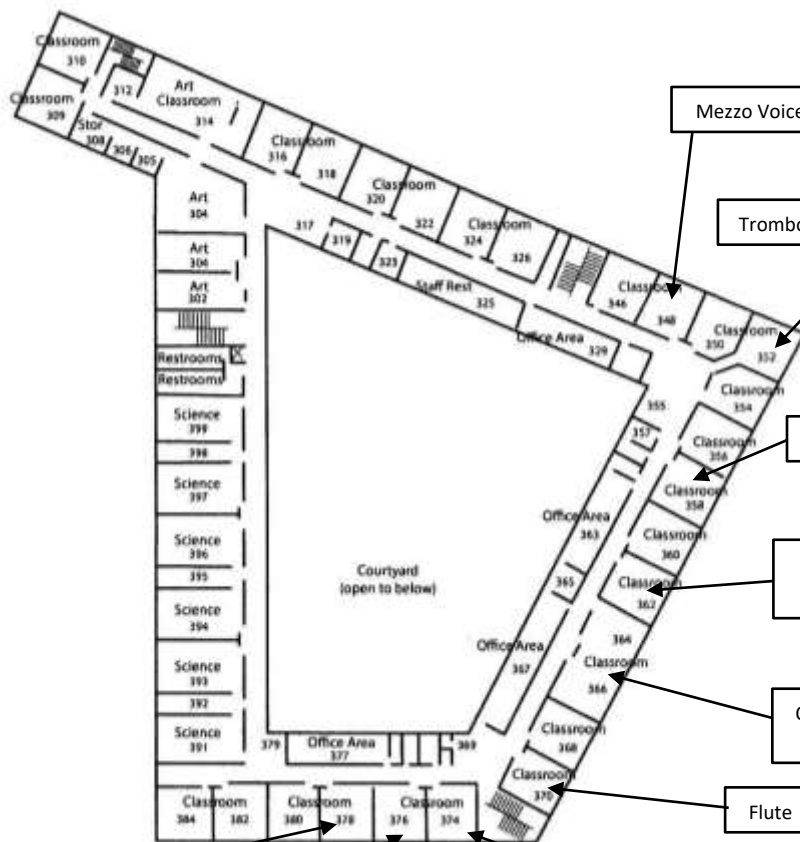 Classroom
310
Classroom
309
312
Art
Classroom
314
Stor
308
306
305
Classroom
316
318
Classroom
320
322
Classroom
324
326
Mezzo Voice
Trombo
Art
304
317
319
323
Staff Rest
325
Office Area
329
Classroom
346
348
Classroom
350
352
Art
304
Art
302
Restrooms
Restrooms
Classroom
354
355
357
Classroom
356
Classroom
358
Science
399
398
Science
397
Office Area
363
Classroom
360
365
Classroom
362
Science
396
395
Science
394
Courtyard
(open to below)
364
Classroom
366
Office Area
367
Science
393
392
Science
391
Classroom
368
379
Office Area
377
369
Classroom
370
Flute
Classroom
384
382
Classroom
380
378
Classroom
376
374